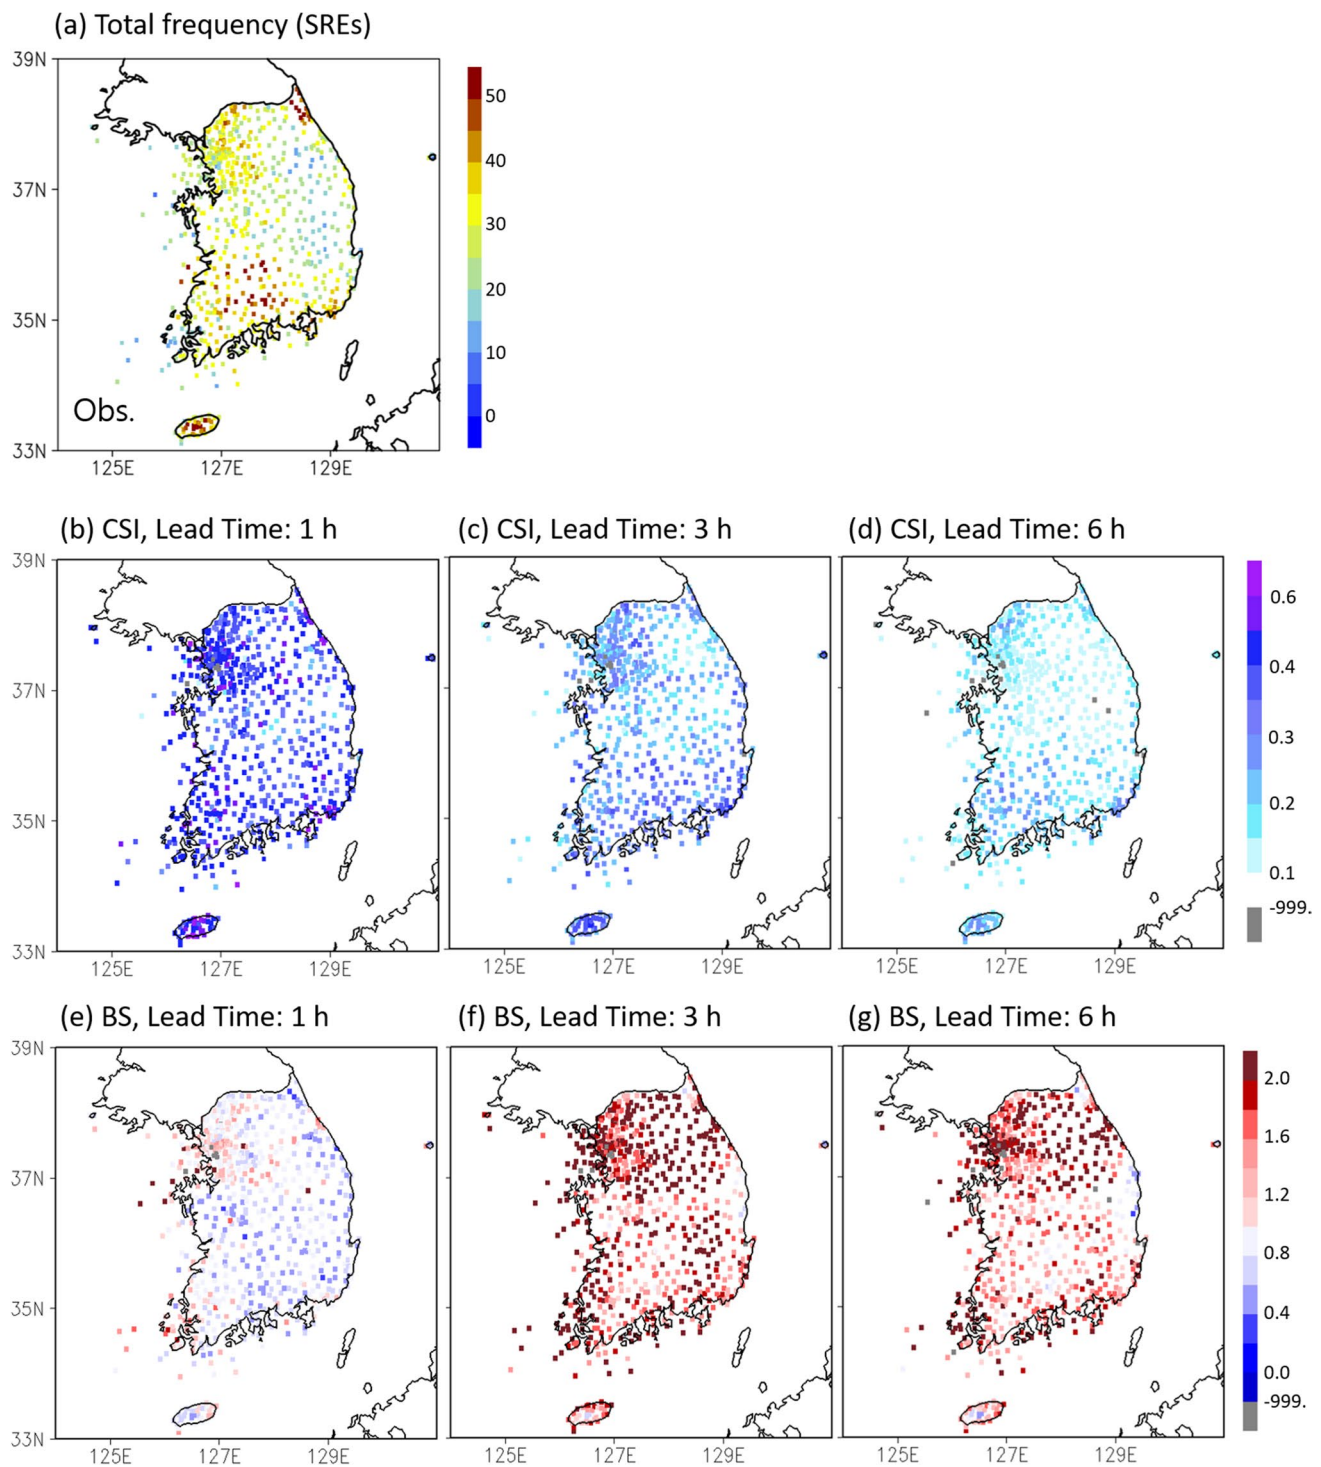 (a) Total frequency (SREs)
39N
37N
35N
33N
125E 127E 129E
Obs.
50
40
30
20
10
0
(b) CSI, Lead Time: 1 h
(c) CSI, Lead Time: 3 h
(d) CSI, Lead Time: 6 h
39N
37N
35N
33N
125E 127E 129E
125E 127E 129E
125E 127E 129E
0.6
0.4
0.3
0.2
0.1
-999.
(e) BS, Lead Time: 1 h
(f) BS, Lead Time: 3 h
(g) BS, Lead Time: 6 h
39N
37N
35N
33N
125E 127E 129E
125E 127E 129E
125E 127E 129E
2.0
1.6
1.2
0.8
0.4
0.0
-999.